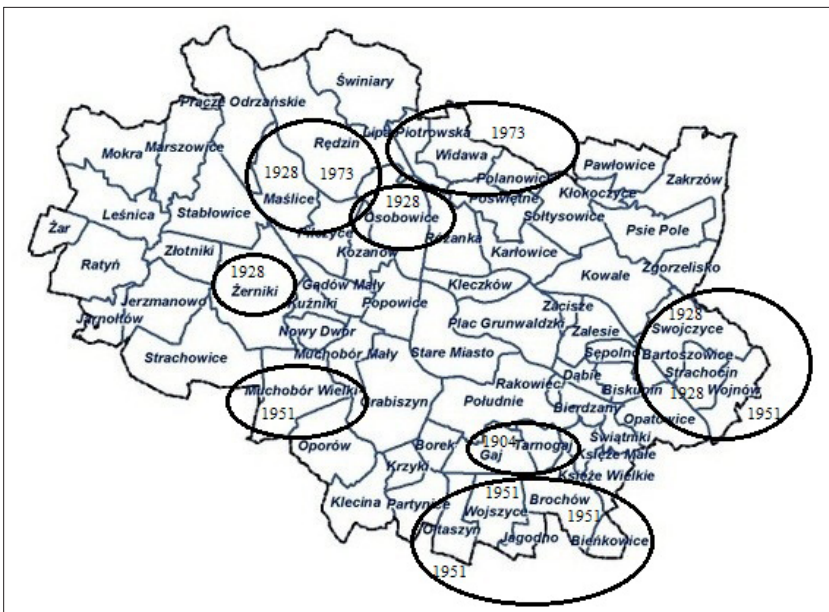 Świniary
Pracze Odrzańskie
Rędzin
Lipa Piotrowska
1973
Mokra
Marszowice
Widawa
Pawłowice
1928
1973
Polanowice
Zakrzów
Kłokoczyce
Leśnica
Stabłowice
Maślice
1928
Poświętne
Sołtysowice
Osobowice
Żar
Złotniki
Pilczyce
Różanka
Karłowice
Psie Pole
Kozanów
Ratyń
1928
Zgorzelisko
Żerniki
Gądów Mały
Kleczków
Kowale
Jerzmanowo
Kuźniki
Popowice
Zacisze
1928
Jarnołtów
Nowy Dwór
Plac Grunwaldzki
Zalesie
Swojczyce
Strachowice
Muchobór Mały
Stare Miasto
Sępolno
Bartoszowice
Strachocin
Rakowiec
Dąbie
Muchobór Wielki
Grabiszyn
Południe
Biskupin
1928
Wojnów
1951
Bierdzany
Opatowice
1951
Oporów
Borek
1904
Tarnogaj
Świątniki
Gaj
Księże Małe
Krzyki
Księże Wielkie
Klecina
Partynice
1951
Wojszyce
Brochów
1951
Ołtaszyn
Jagodno
Bieńkowice
1951